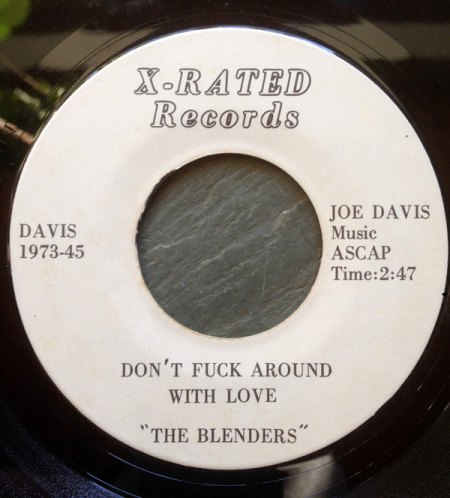 X-RATED
Records
DAVIS
1973-45
JOE DAVIS
Music
ASCAP
Time:2:47
DON'T FUCK AROUND
WITH LOVE
"THE BLENDERS"